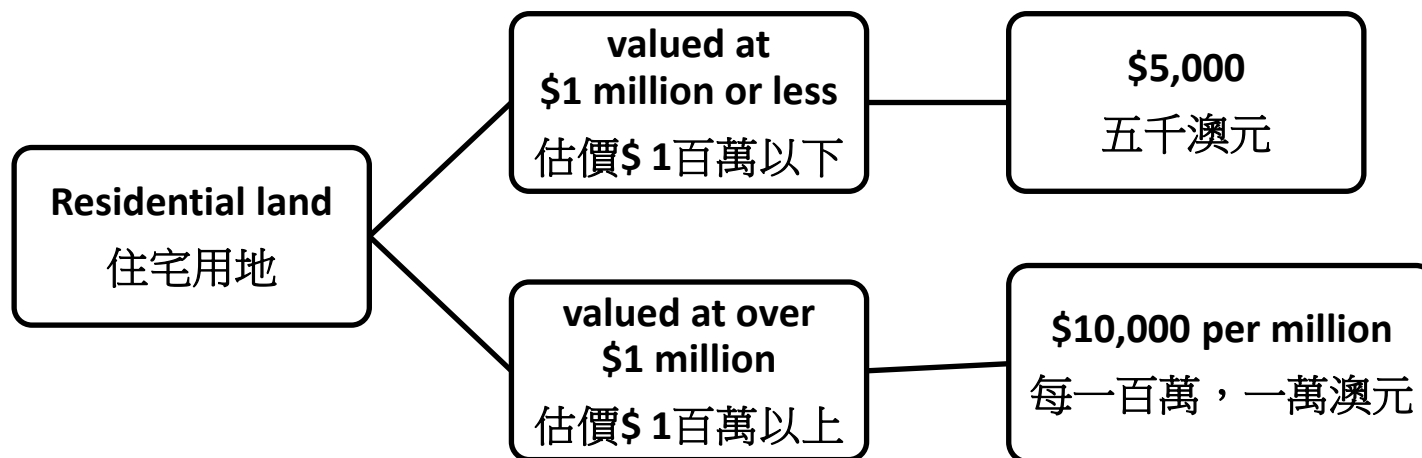 Residential land
住宅用地
valued at
$1 million or less
估價$ 1百萬以下
$5,000
五千澳元
valued at over
$1 million
估價$ 1百萬以上
$10,000 per million
每一百萬，一萬澳元